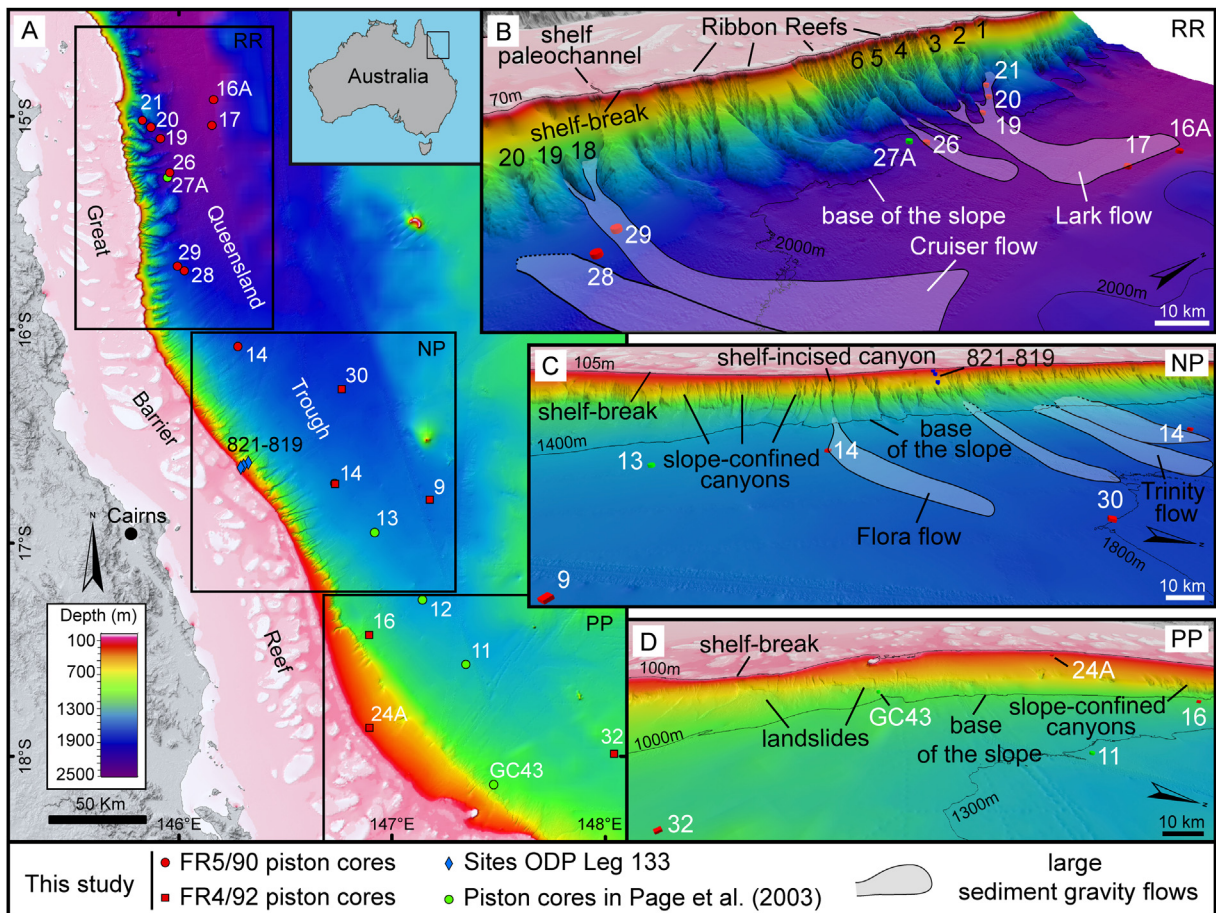 A
RR
21
20
19
16A
17
26
27A
29
28
Great
Queensland
NP
14
30
Trough
Barrier
821-819
14
9
13
Cairns
N
PP
12
16
11
Reef
24A
32
GC43
15°S
16°S
17°S
18°S
146°E
147°E
148°E
Depth (m)
100
700
1300
1900
2500
50 Km
Australia
B
RR
shelf
paleochannel
Ribbon Reefs
6 5 4 3 2 1
70m
shelf-break
20 19 18
21
20
19
17
16A
26
27A
base of the slope
Lark flow
Cruiser flow
29
28
2000m
2000m
N
10 km
C
NP
105m
shelf-incised canyon
821-819
shelf-break
1400m
base
of the slope
13
slope-confined
canyons
14
14
Flora flow
Trinity
flow
30
1800m
9
N
10 km
D
PP
100m
shelf-break
24A
GC43
landslides
base
of the slope
slope-confined
canyons
16
11
1000m
1300m
32
N
10 km
This study
FR5/90 piston cores
FR4/92 piston cores
Sites ODP Leg 133
Piston cores in Page et al. (2003)
large
sediment gravity flows